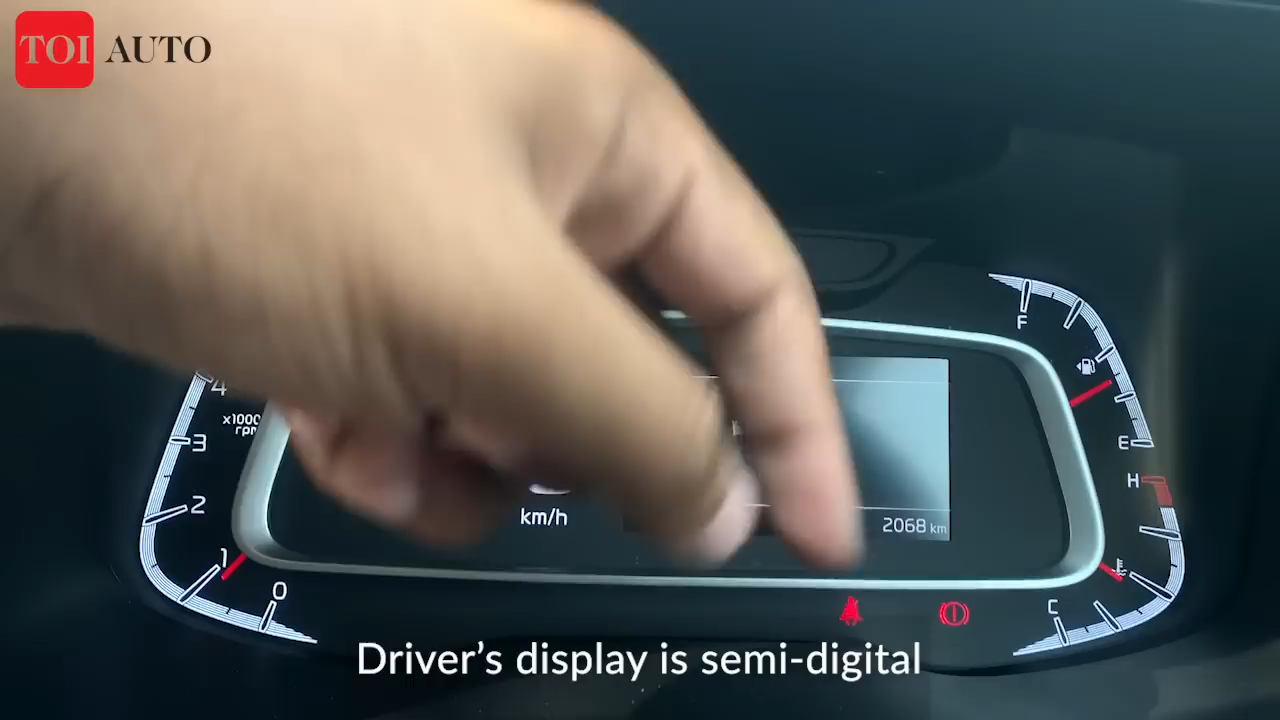 TOI AUTO
F
4
x1000
rpm
3
E
H
2
km/h
2068 km
1
0
C
Driver's display is semi-digital